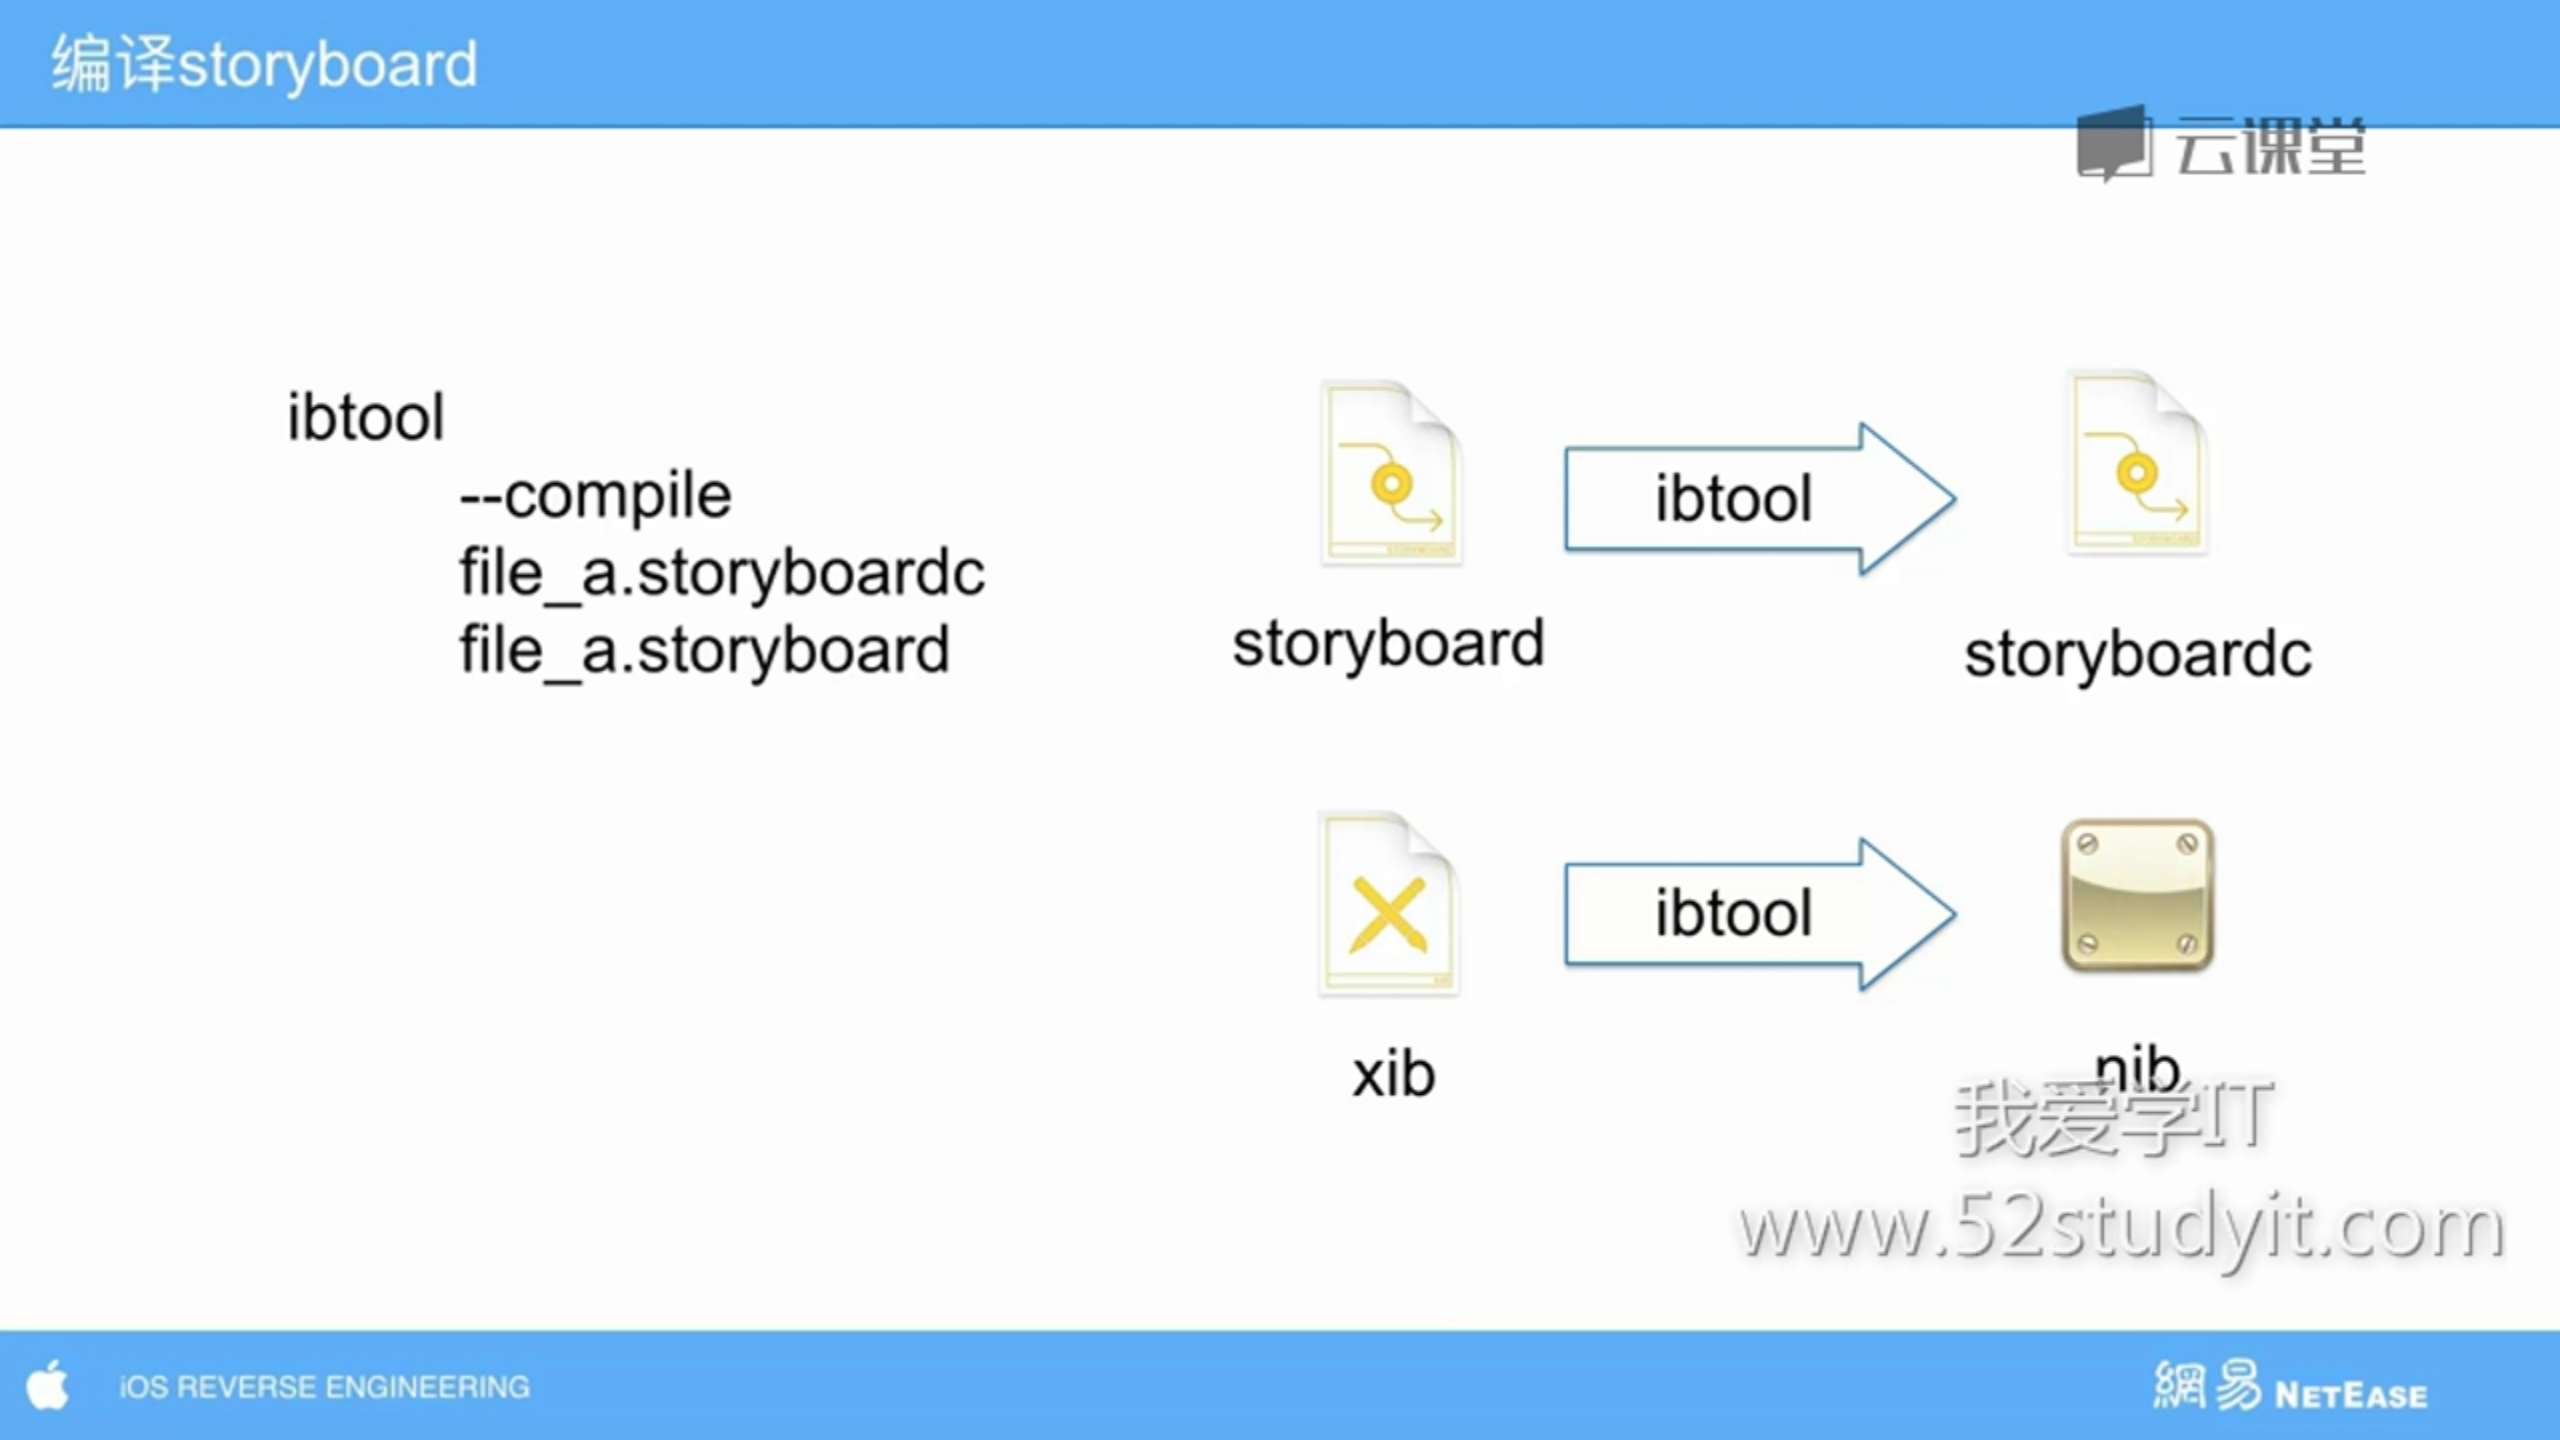 编译storyboard
云课堂
ibtool
--compile
file_a.storyboardc
file_a.storyboard
ibtool
storyboard
storyboardc
ibtool
xib
nib
我爱学IT
www.52studyit.com
iOS REVERSE ENGINEERING
網易 NETEASE